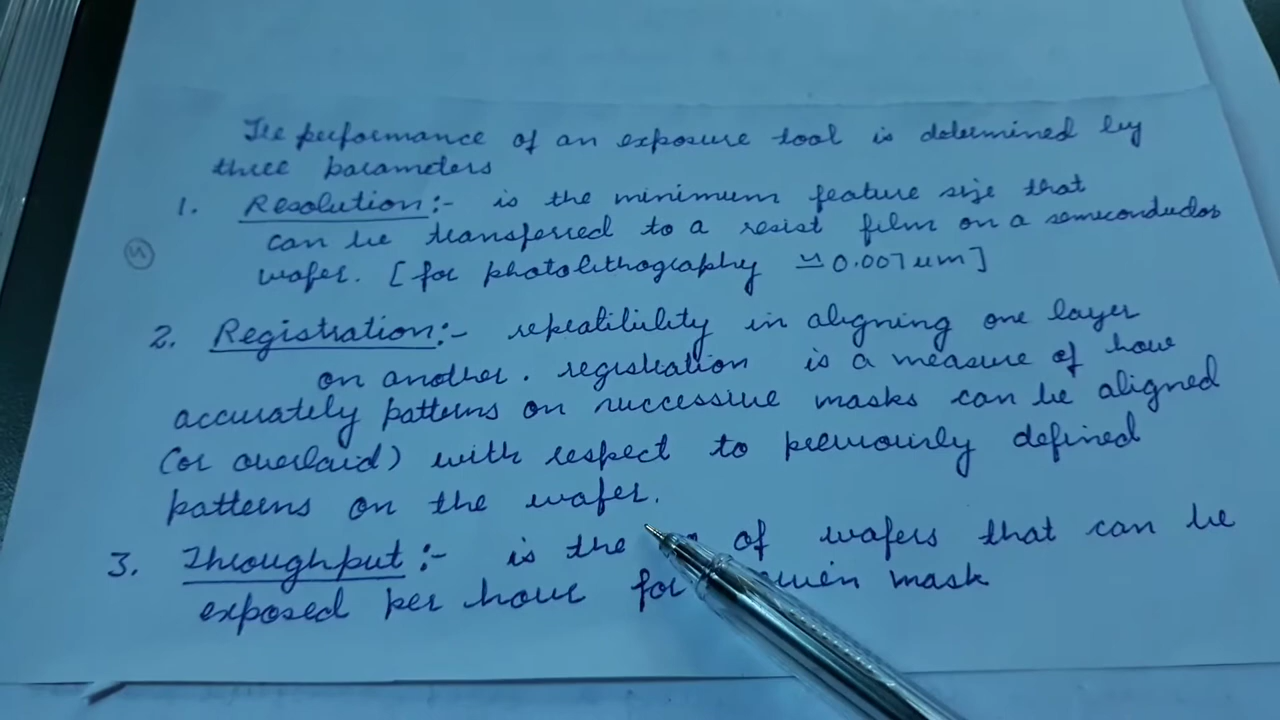 The performance of an exposure tool is determined by
three parameters
1. Resolution:- is the minimum feature size that
can be transferred to a resist film on a semiconductor
wafer. [for photolithography ≃ 0.007um]
2. Registration:- repeatibility in aligning one layer
on another. registration is a measure of how
accurately patterns on successive masks can be aligned
(or overlaid) with respect to previously defined
patterns on the wafer.
3. Throughput:- is the of wafers that can be
exposed per hour for mask